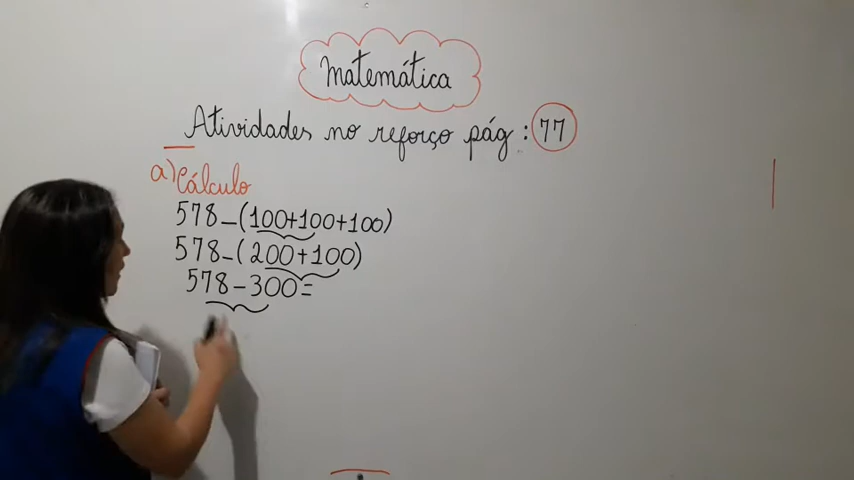 Matemática
Atividades no reforço pág: 77
a) Cálculo
578-(100+100+100)
578-(200+100)
578-300=